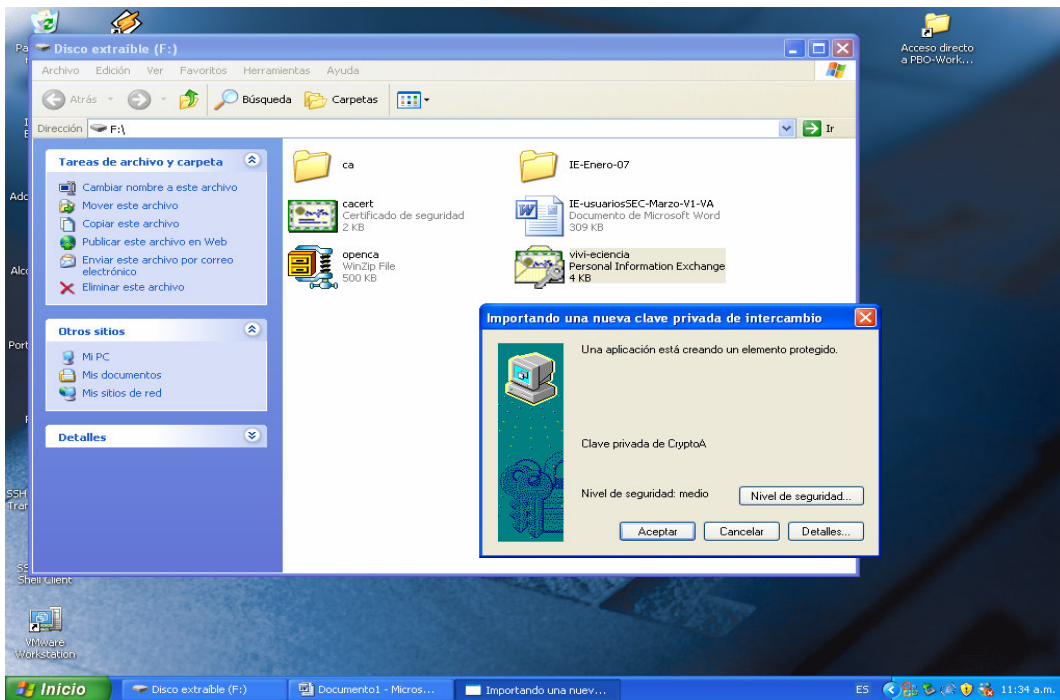 Disco extraíble (F:)
Archivo Edición Ver Favoritos Herramientas Ayuda
Atrás Búsqueda Carpetas
Dirección F:\ Ir
Tareas de archivo y carpeta
Cambiar nombre a este archivo
Mover este archivo
Copiar este archivo
Publicar este archivo en Web
Enviar este archivo por correo
electrónico
Eliminar este archivo
Otros sitios
Mi PC
Mis documentos
Mis sitios de red
Detalles
ca
IE-Enero-07
cacert
Certificado de seguridad
2 KB
IE-usuariosSEC-Marzo-V1-VA
Documento de Microsoft Word
309 KB
openca
WinZip File
500 KB
vivi-eciencia
Personal Information Exchange
4 KB
Importando una nueva clave privada de intercambio
Una aplicación está creando un elemento protegido.
Clave privada de CryptoA
Nivel de seguridad: medio
Nivel de seguridad...
Aceptar Cancelar Detalles...
Acceso directo
a PBO-Work...
Pa
Adc
Alco
Port
SSH
Trar
Shell Client
VMware
Workstation
Inicio Disco extraíble (F:) Documento1 - Micros... Importando una nuev... ES 11:34 a.m.